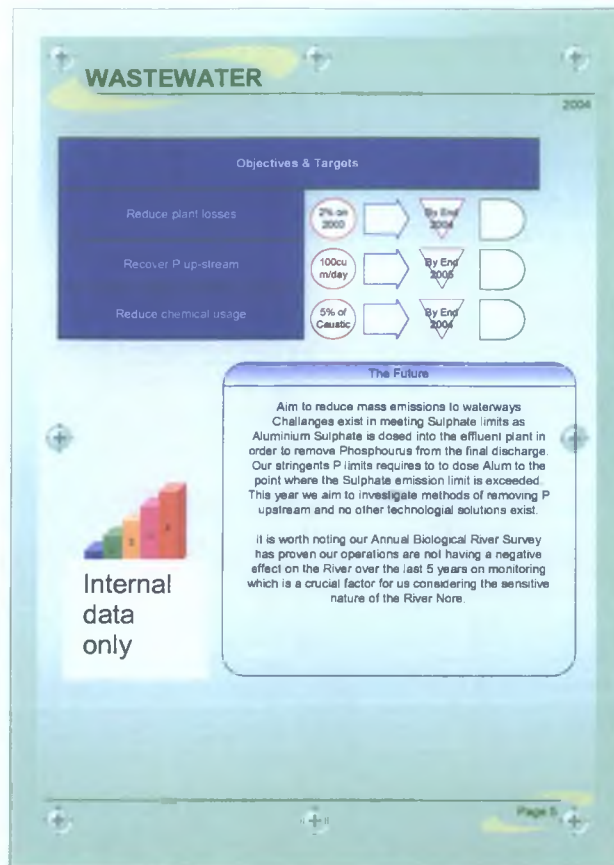 WASTEWATER
2004
Objectives & Targets
Reduce plant losses
2% on
2000
By End
2004
Recover P up-stream
100cu
m/day
By End
2005
Reduce chemical usage
5% of
Caustic
By End
2004
The Future
Aim to reduce mass emissions to waterways
Challanges exist in meeting Sulphate limits as
Aluminium Sulphate is dosed into the effluent plant in
order to remove Phosphourus from the final discharge.
Our stringents P limits requires to to dose Alum to the
point where the Sulphate emission limit is exceeded.
This year we aim to investigate methods of removing P
upstream and no other technologial solutions exist.
it is worth noting our Annual Biological River Survey
has proven our operations are not having a negative
effect on the River over the last 5 years on monitoring
which is a crucial factor for us considering the sensitive
nature of the River Nore.
Internal
data
only
Page 5